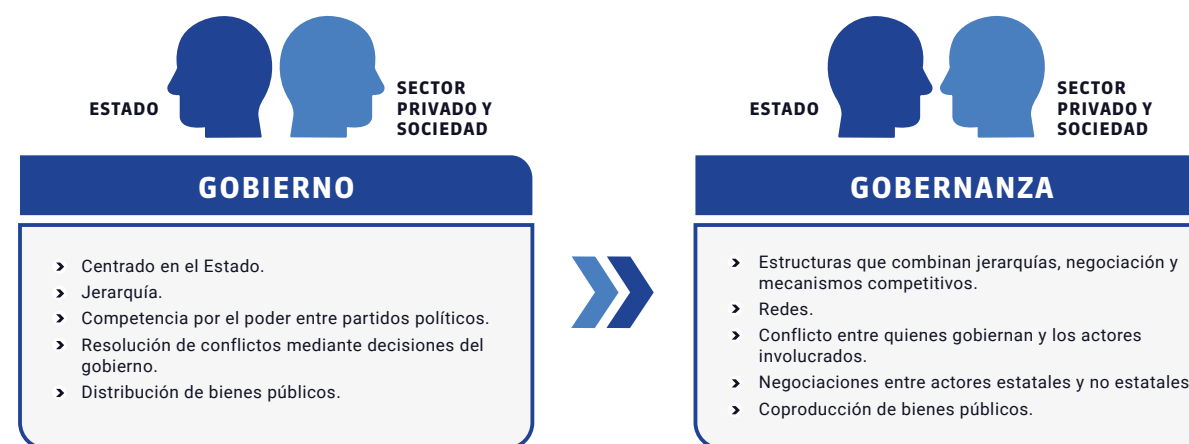 ESTADO
SECTOR
PRIVADO Y
SOCIEDAD
GOBIERNO
Centrado en el Estado.
Jerarquía.
Competencia por el poder entre partidos políticos.
Resolución de conflictos mediante decisiones del
gobierno.
Distribución de bienes públicos.
ESTADO
SECTOR
PRIVADO Y
SOCIEDAD
GOBERNANZA
Estructuras que combinan jerarquías, negociación y
mecanismos competitivos.
Redes.
Conflicto entre quienes gobiernan y los actores
involucrados.
Negociaciones entre actores estatales y no estatales
Coproducción de bienes públicos.